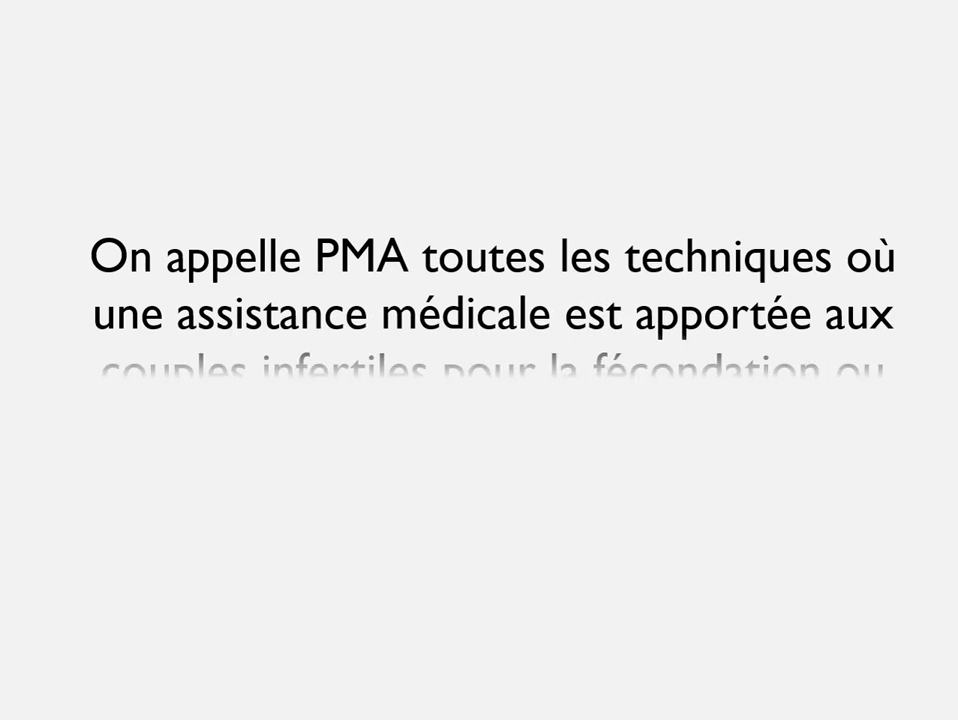 On appelle PMA toutes les techniques où
une assistance médicale est apportée aux
couples infertiles pour la fécondation ou